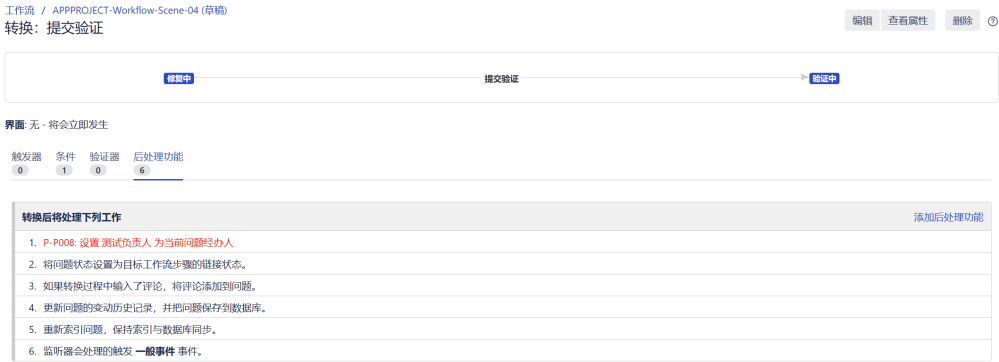 工作流 / APPPROJECT-Workflow-Scene-04 (草稿)
转换：提交验证
编辑 查看属性 删除
修复中 提交验证 验证中
界面: 无 - 将会立即发生
触发器 条件 验证器 后处理功能
0 1 0 6
转换后将处理下列工作 添加后处理功能
1. P-P008: 设置 测试负责人 为当前问题经办人
2. 将问题状态设置为目标工作流步骤的链接状态。
3. 如果转换过程中输入了评论，将评论添加到问题。
4. 更新问题的变动历史记录，并把问题保存到数据库。
5. 重新索引问题，保持索引与数据库同步。
6. 监听器会处理的触发 一般事件 事件。